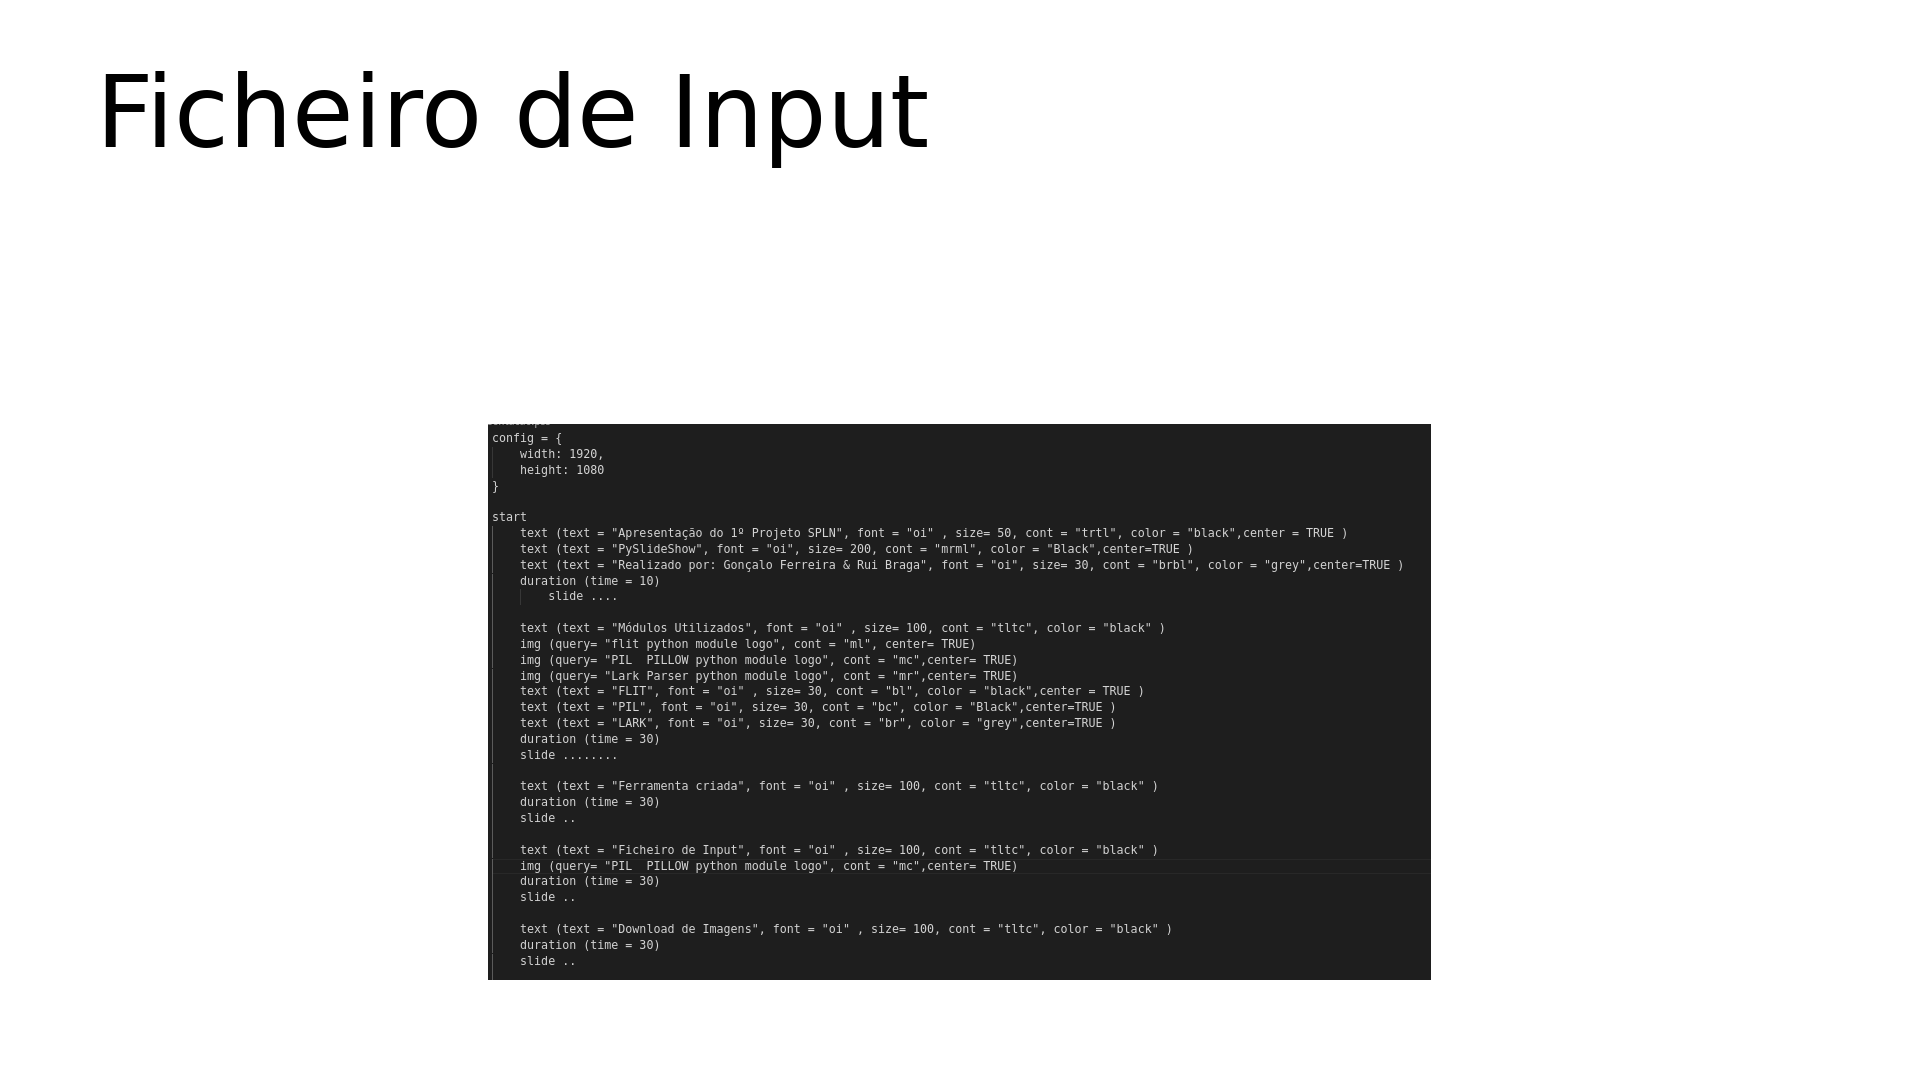 Ficheiro de Input
config = {
    width: 1920,
    height: 1080
}
start
    text (text = "Apresentação do 1º Projeto SPLN", font = "oi" , size= 50, cont = "trtl", color = "black",center = TRUE )
    text (text = "PySlideShow", font = "oi", size= 200, cont = "mrml", color = "Black",center=TRUE )
    text (text = "Realizado por: Gonçalo Ferreira & Rui Braga", font = "oi", size= 30, cont = "brbl", color = "grey",center=TRUE )
    duration (time = 10)
        slide ....
    text (text = "Módulos Utilizados", font = "oi" , size= 100, cont = "tltc", color = "black" )
    img (query= "flit python module logo", cont = "ml", center= TRUE)
    img (query= "PIL  PILLOW python module logo", cont = "mc",center= TRUE)
    img (query= "Lark Parser python module logo", cont = "mr",center= TRUE)
    text (text = "FLIT", font = "oi" , size= 30, cont = "bl", color = "black",center = TRUE )
    text (text = "PIL", font = "oi", size= 30, cont = "bc", color = "Black",center=TRUE )
    text (text = "LARK", font = "oi", size= 30, cont = "br", color = "grey",center=TRUE )
    duration (time = 30)
    slide ........
    text (text = "Ferramenta criada", font = "oi" , size= 100, cont = "tltc", color = "black" )
    duration (time = 30)
    slide ..
    text (text = "Ficheiro de Input", font = "oi" , size= 100, cont = "tltc", color = "black" )
    img (query= "PIL  PILLOW python module logo", cont = "mc",center= TRUE)
    duration (time = 30)
    slide ..
    text (text = "Download de Imagens", font = "oi" , size= 100, cont = "tltc", color = "black" )
    duration (time = 30)
    slide ..